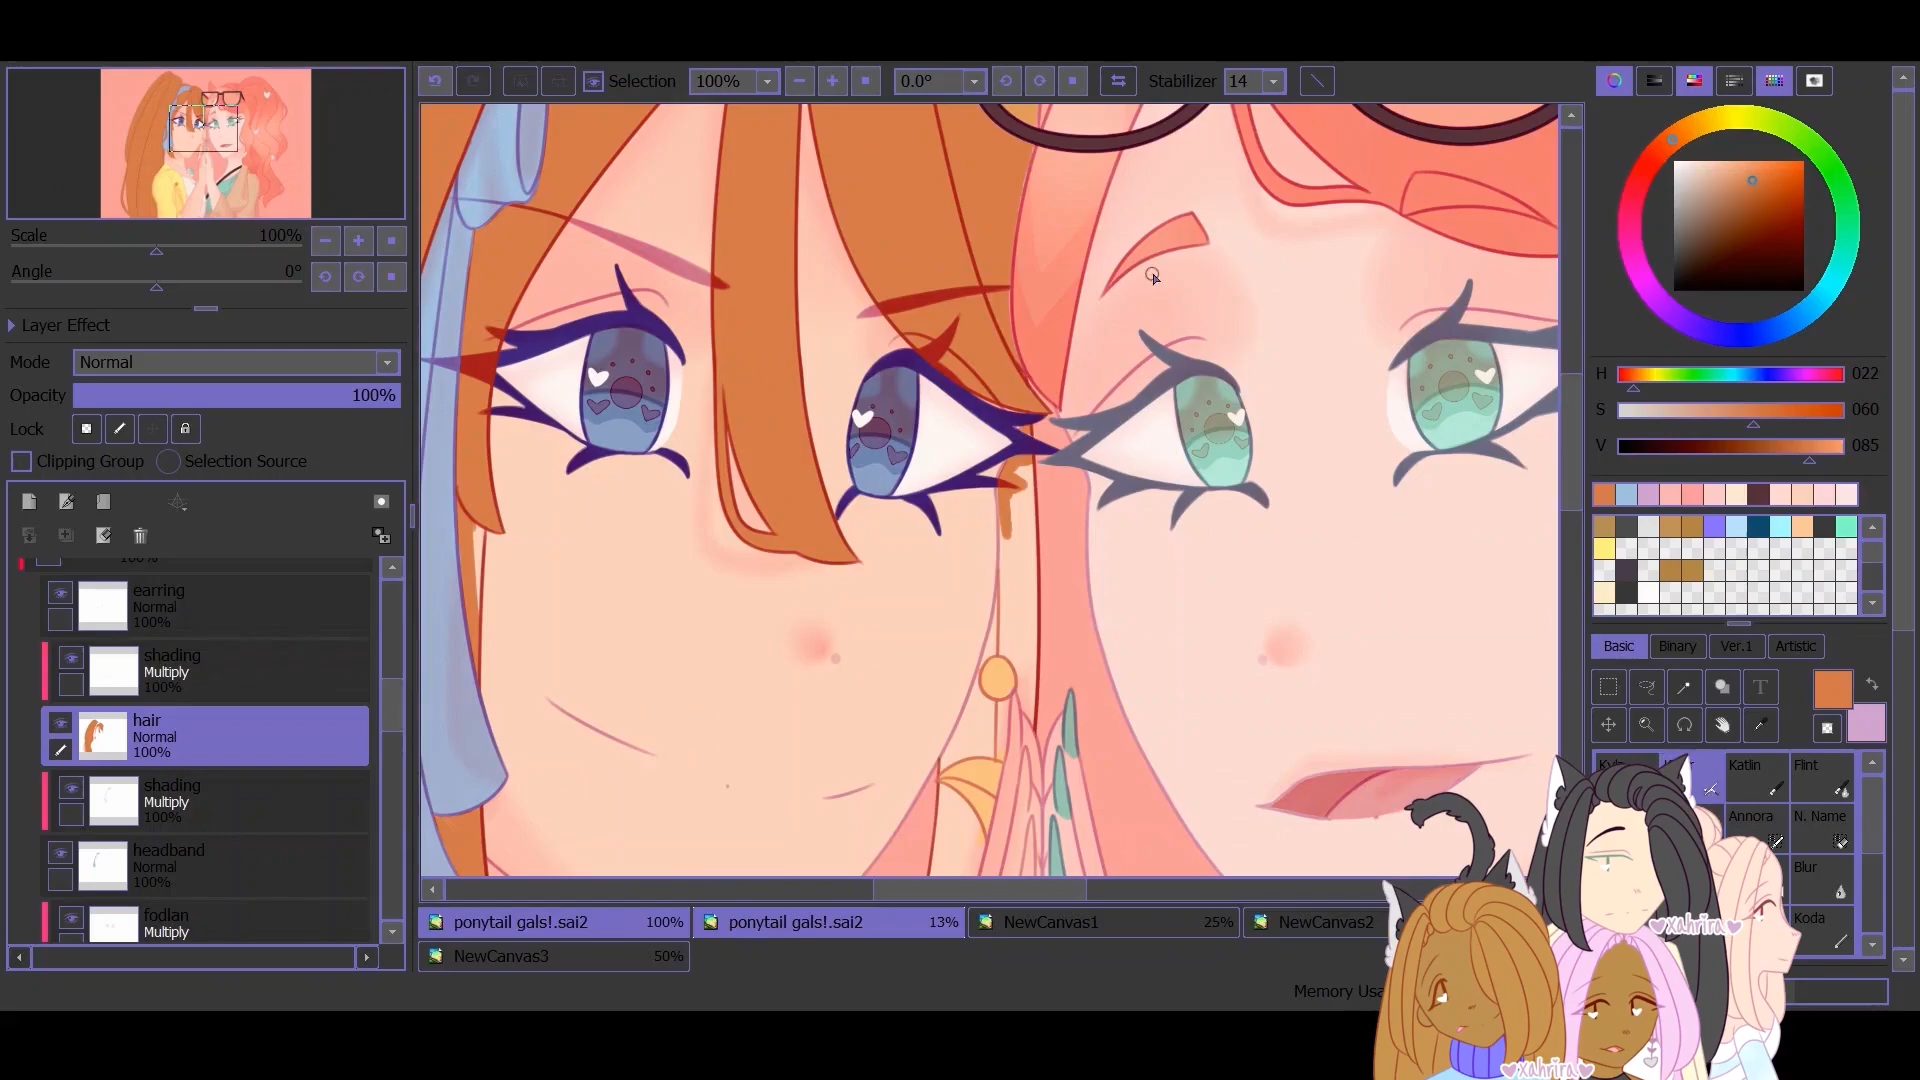 Selection 100% 0.0° Stabilizer 14
Scale 100%
Angle 0°
Layer Effect
Mode Normal
Opacity 100%
Lock
Clipping Group Selection Source
100%
earring
Normal
100%
shading
Multiply
100%
hair
Normal
100%
shading
Multiply
100%
headband
Normal
100%
fodlan
Multiply
H 022
S 060
V 085
Basic Binary Ver.1 Artistic
T
Katlin Flint
Annora N. Name
Blur
Koda
ponytail gals!.sai2 100% ponytail gals!.sai2 13% NewCanvas1 25% NewCanvas2
NewCanvas3 50%
xahrira
xahrira